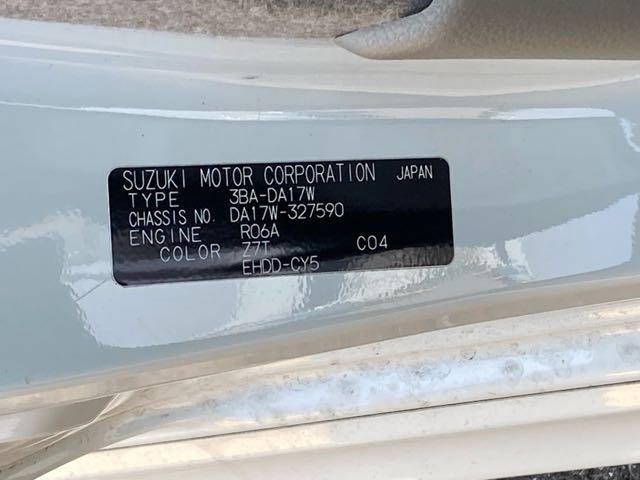 SUZUKI MOTOR CORPORATION JAPAN
TYPE 3BA-DA17W
CHASSIS NO. DA17W-327590
ENGINE R06A
COLOR Z7T C04
EHDD-CY5